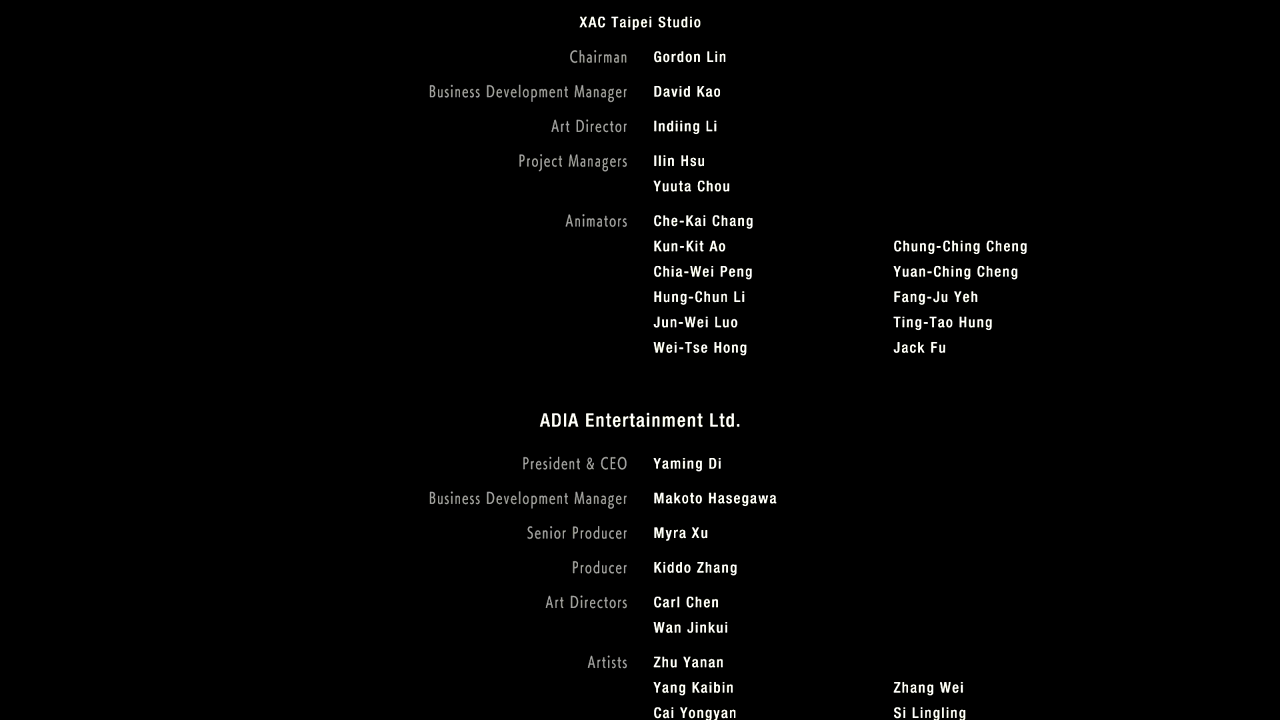 XAC Taipei Studio
Chairman Gordon Lin
Business Development Manager David Kao
Art Director Indiing Li
Project Managers Ilin Hsu
Yuuta Chou
Animators Che-Kai Chang
Kun-Kit Ao Chung-Ching Cheng
Chia-Wei Peng Yuan-Ching Cheng
Hung-Chun Li Fang-Ju Yeh
Jun-Wei Luo Ting-Tao Hung
Wei-Tse Hong Jack Fu
ADIA Entertainment Ltd.
President & CEO Yaming Di
Business Development Manager Makoto Hasegawa
Senior Producer Myra Xu
Producer Kiddo Zhang
Art Directors Carl Chen
Wan Jinkui
Artists Zhu Yanan
Yang Kaibin Zhang Wei
Cai Yongyan Si Lingling